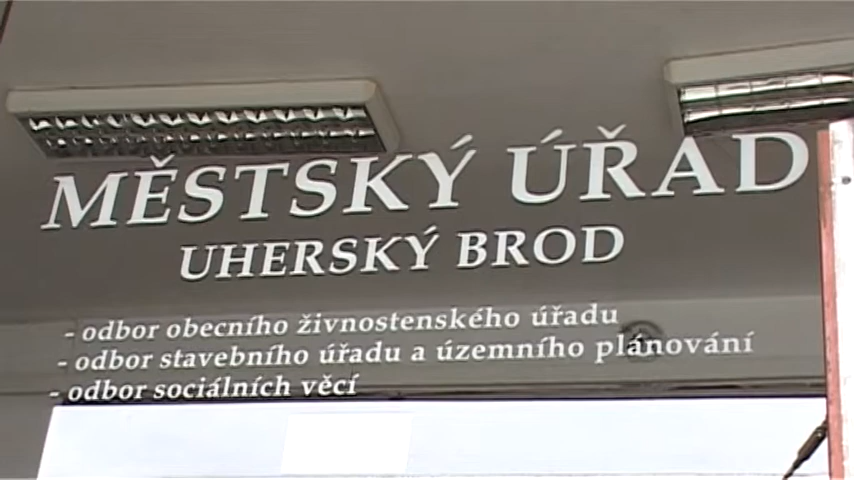 MĚSTSKÝ ÚŘAD
UHERSKÝ BROD
- odbor obecního živnostenského úřadu
- odbor stavebního úřadu a územního plánování
- odbor sociálních věcí